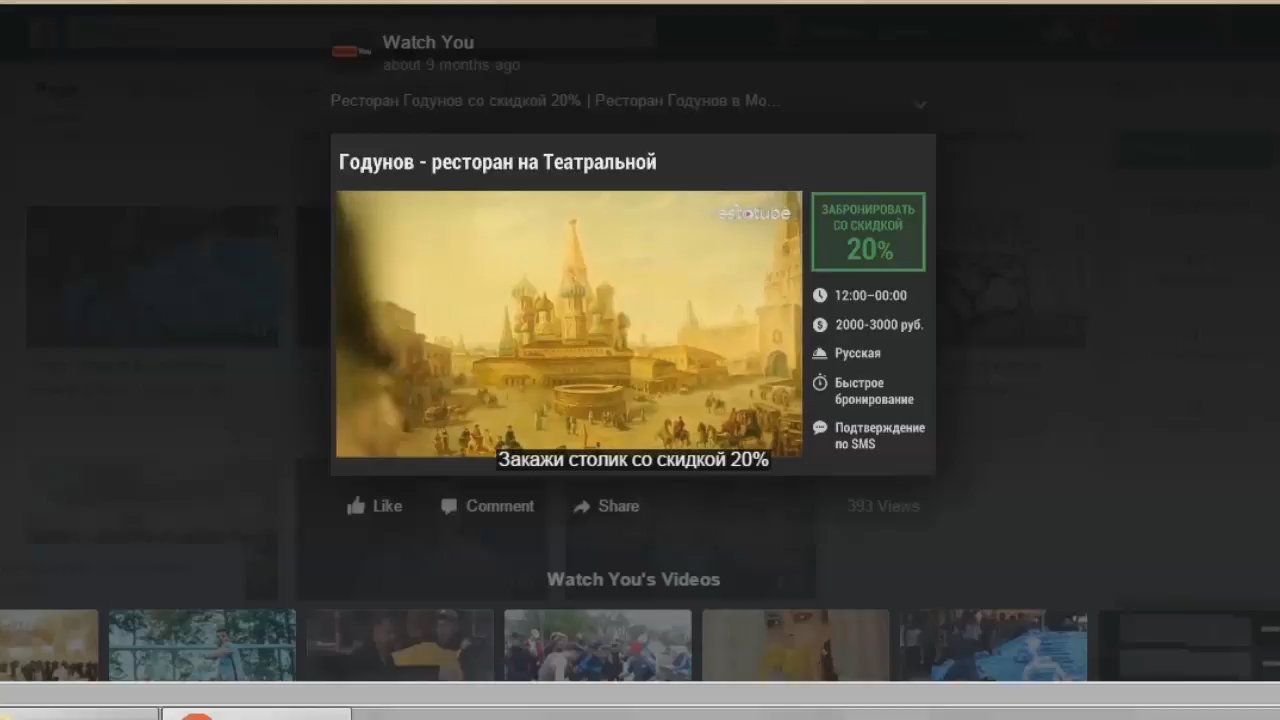 Watch You
about 9 months ago
Ресторан Годунов со скидкой 20% | Ресторан Годунов в Мо...
Годунов - ресторан на Театральной
estatube
ЗАБРОНИРОВАТЬ
СО СКИДКОЙ
20%
12:00–00:00
2000-3000 руб.
Русская
Быстрое
бронирование
Подтверждение
по SMS
Закажи столик со скидкой 20%
Like
Comment
Share
393 Views
Watch You's Videos